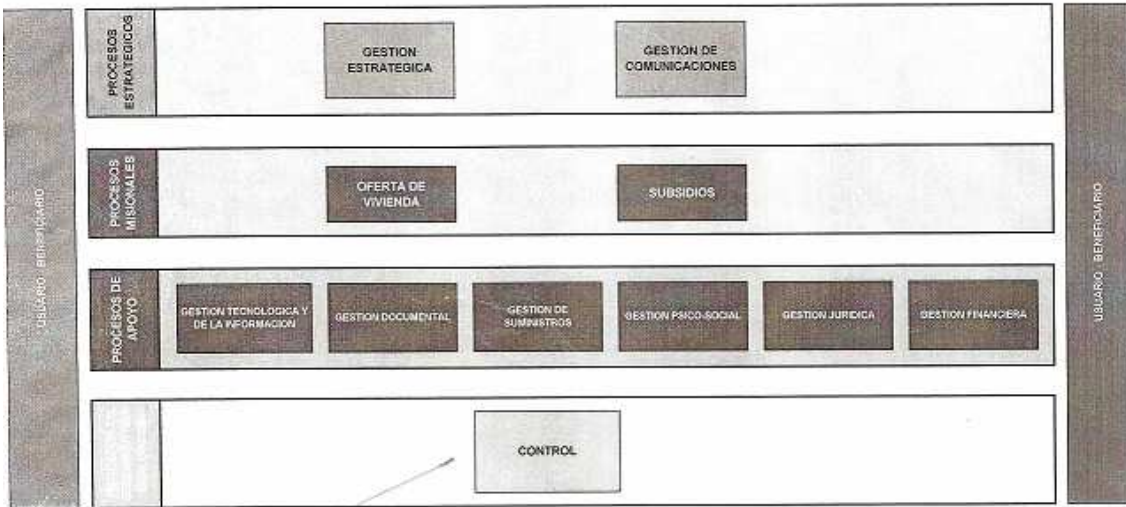 USUARIO - BENEFICIARIO
PROCESOS
ESTRATEGICOS
GESTION
ESTRATEGICA
GESTION DE
COMUNICACIONES
PROCESOS
MISIONALES
OFERTA DE
VIVIENDA
SUBSIDIOS
PROCESOS DE
APOYO
GESTION TECNOLOGICA Y
DE LA INFORMACION
GESTION DOCUMENTAL
GESTION DE
SUMINISTROS
GESTION PSICO-SOCIAL
GESTION JURIDICA
GESTION FINANCIERA
CONTROL
USUARIO - BENEFICIARIO